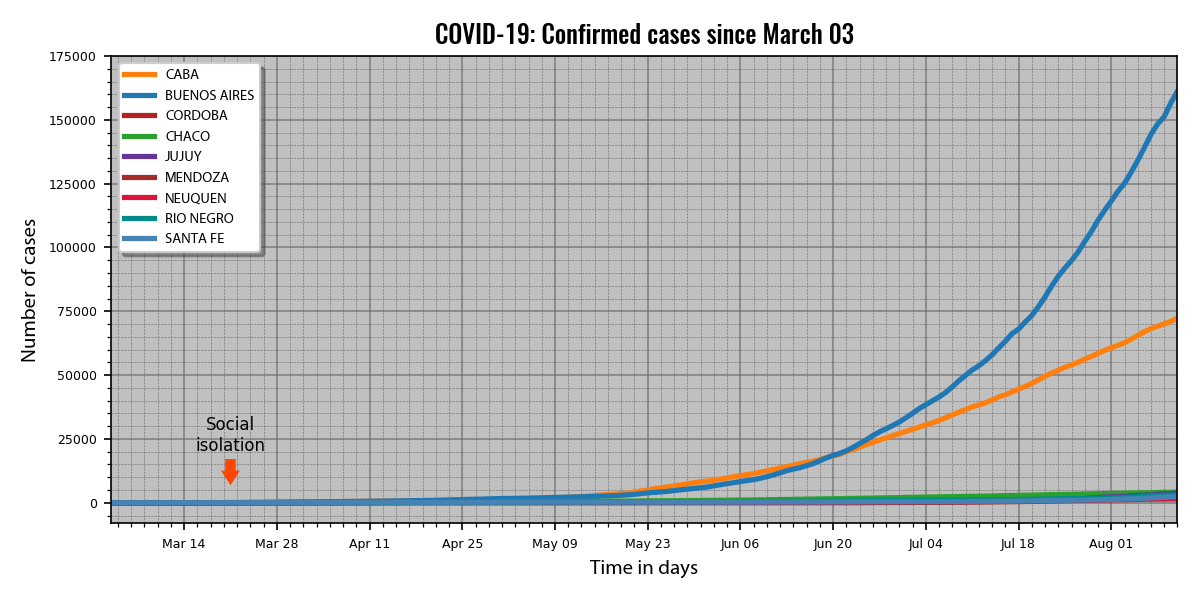 COVID-19: Confirmed cases since March 03
175000
150000
125000
100000
75000
50000
25000
0
Number of cases
CABA
BUENOS AIRES
CORDOBA
CHACO
JUJUY
MENDOZA
NEUQUEN
RIO NEGRO
SANTA FE
Social
isolation
Mar 14 Mar 28 Apr 11 Apr 25 May 09 May 23 Jun 06 Jun 20 Jul 04 Jul 18 Aug 01
Time in days